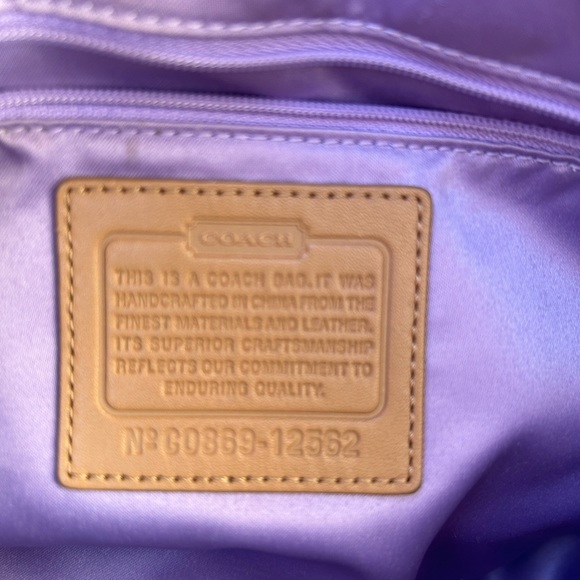 COACH
THIS IS A COACH BAG. IT WAS
HANDCRAFTED IN CHINA FROM THE
FINEST MATERIALS AND LEATHER.
ITS SUPERIOR CRAFTSMANSHIP
REFLECTS OUR COMMITMENT TO
ENDURING QUALITY.
Nº G0869-12562